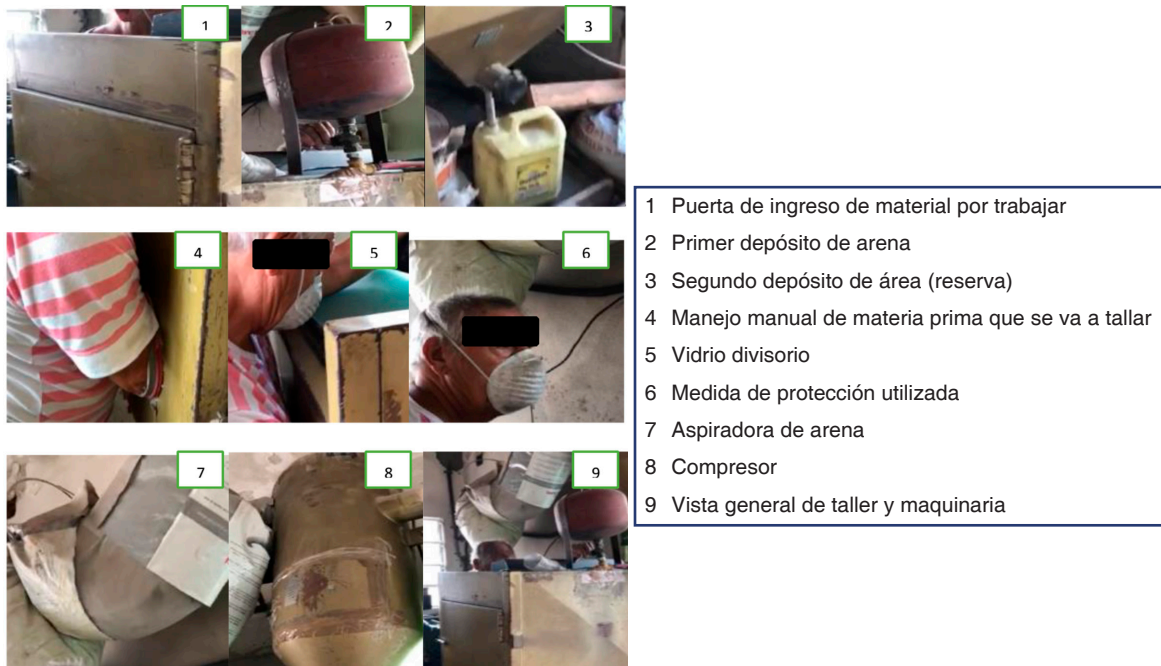 1
2
3
4
5
6
7
8
9
1 Puerta de ingreso de material por trabajar
2 Primer depósito de arena
3 Segundo depósito de área (reserva)
4 Manejo manual de materia prima que se va a tallar
5 Vidrio divisorio
6 Medida de protección utilizada
7 Aspiradora de arena
8 Compresor
9 Vista general de taller y maquinaria